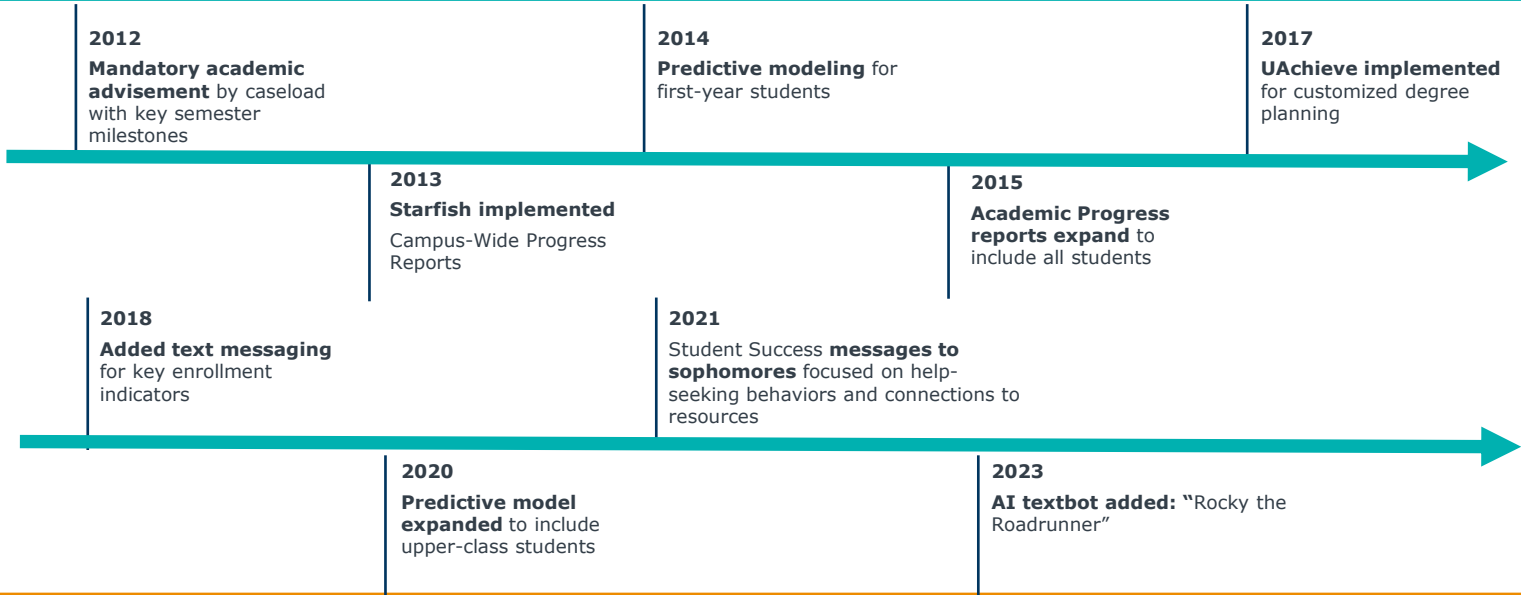 2012
Mandatory academic
advisement by caseload
with key semester
milestones
2013
Starfish implemented
Campus-Wide Progress
Reports
2014
Predictive modeling for
first-year students
2015
Academic Progress
reports expand to
include all students
2017
UAchieve implemented
for customized degree
planning
2018
Added text messaging
for key enrollment
indicators
2020
Predictive model
expanded to include
upper-class students
2021
Student Success messages to
sophomores focused on help-
seeking behaviors and connections to
resources
2023
AI textbot added: “Rocky the
Roadrunner”